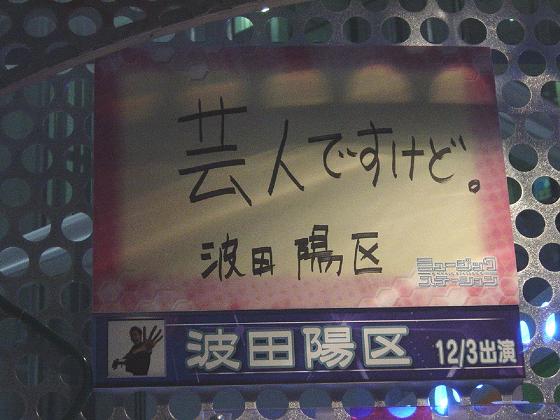 芸人ですけど。
波田陽区
ミュージック
ステーション
波田陽区 12/3出演